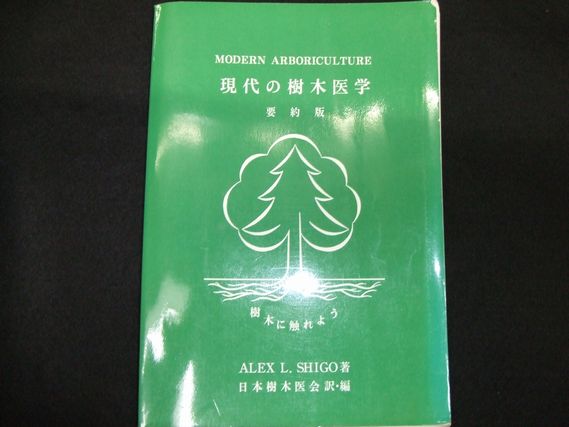 MODERN ARBORICULTURE
現代の樹木医学
要約版
樹木に触れよう
ALEX L. SHIGO著
日本樹木医会訳・編